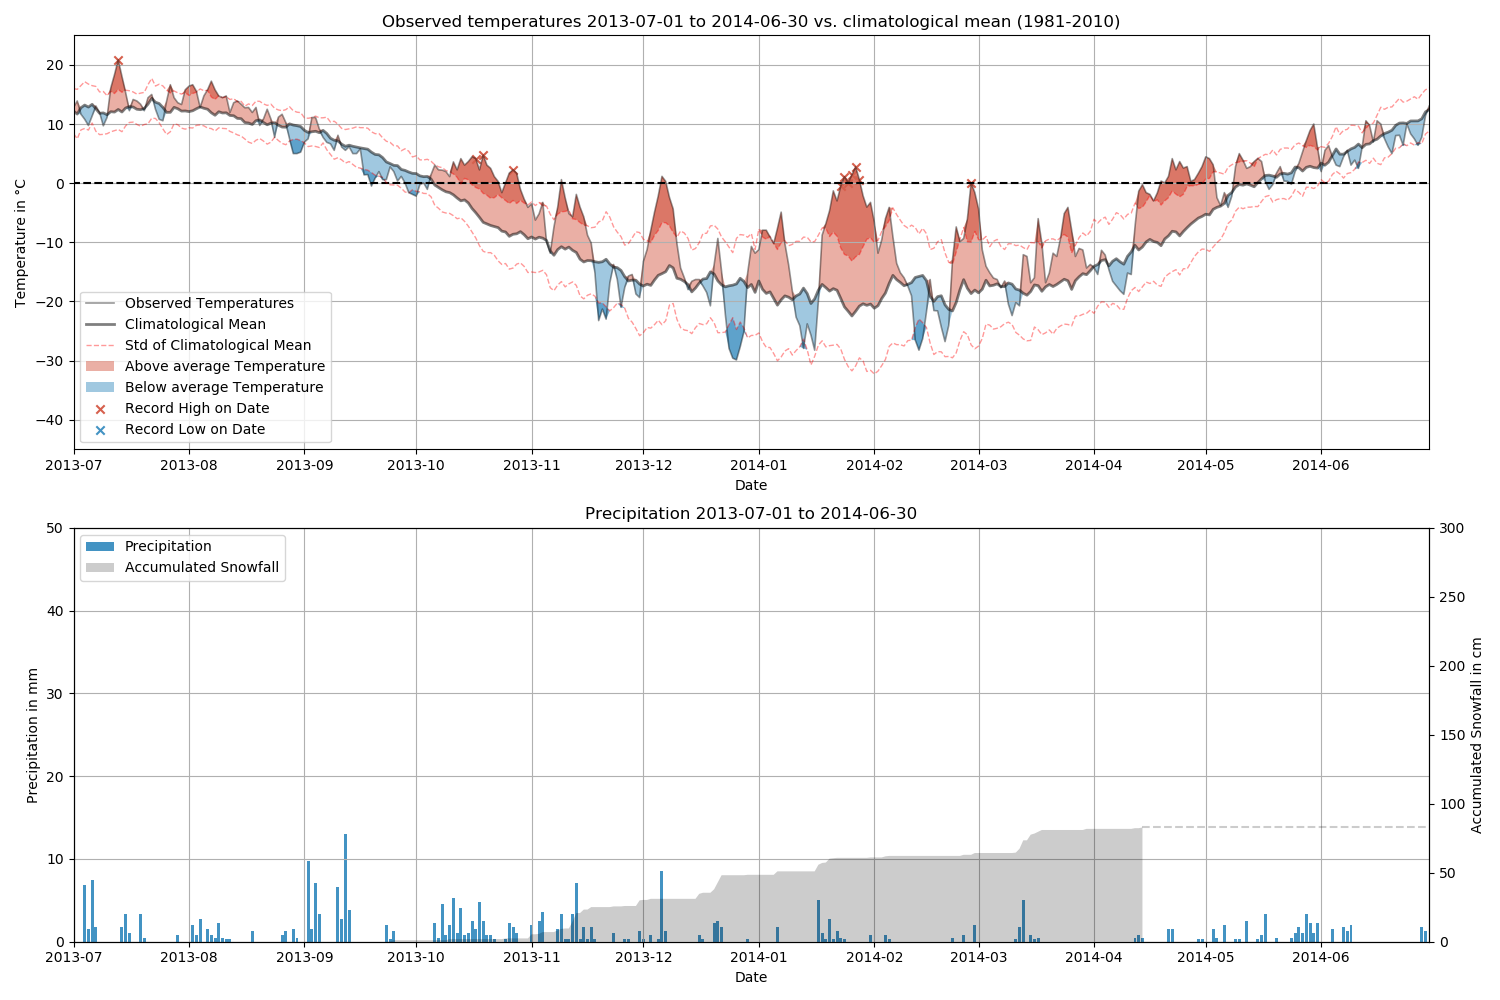 Observed temperatures 2013-07-01 to 2014-06-30 vs. climatological mean (1981-2010)
20
10
0
−10
−20
−30
−40
Temperature in °C
Observed Temperatures
Climatological Mean
Std of Climatological Mean
Above average Temperature
Below average Temperature
Record High on Date
Record Low on Date
2013-07 2013-08 2013-09 2013-10 2013-11 2013-12 2014-01 2014-02 2014-03 2014-04 2014-05 2014-06
Date
Precipitation 2013-07-01 to 2014-06-30
50
40
30
20
10
0
Precipitation in mm
Precipitation
Accumulated Snowfall
300
250
200
150
100
50
0
Accumulated Snowfall in cm
2013-07 2013-08 2013-09 2013-10 2013-11 2013-12 2014-01 2014-02 2014-03 2014-04 2014-05 2014-06
Date